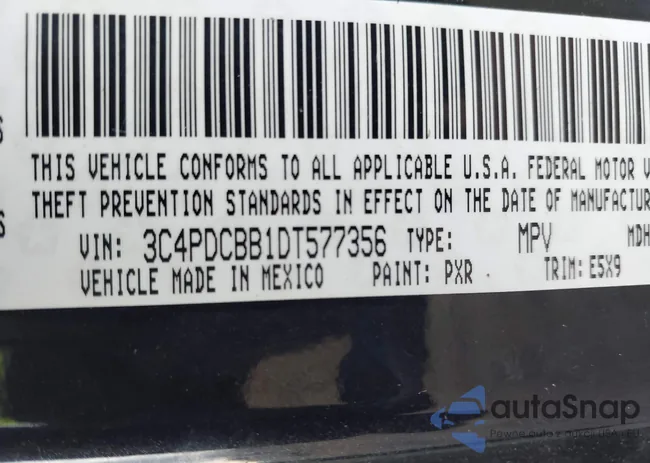 THIS VEHICLE CONFORMS TO ALL APPLICABLE U.S.A. FEDERAL MOTOR
THEFT PREVENTION STANDARDS IN EFFECT ON THE DATE OF MANUFACTUR
VIN: 3C4PDCBB1DT577356 TYPE: MPV MDH
VEHICLE MADE IN MEXICO PAINT: PXR TRIM: E5X9
autaSnap